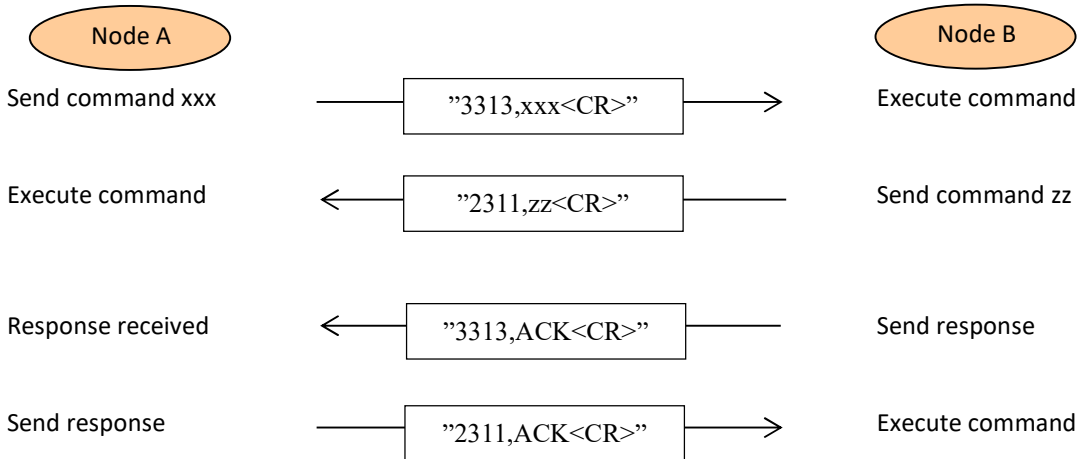 Node A Node B
Send command xxx ”3313,xxx<CR>” Execute command
Execute command ”2311,zz<CR>” Send command zz
Response received ”3313,ACK<CR>” Send response
Send response ”2311,ACK<CR>” Execute command